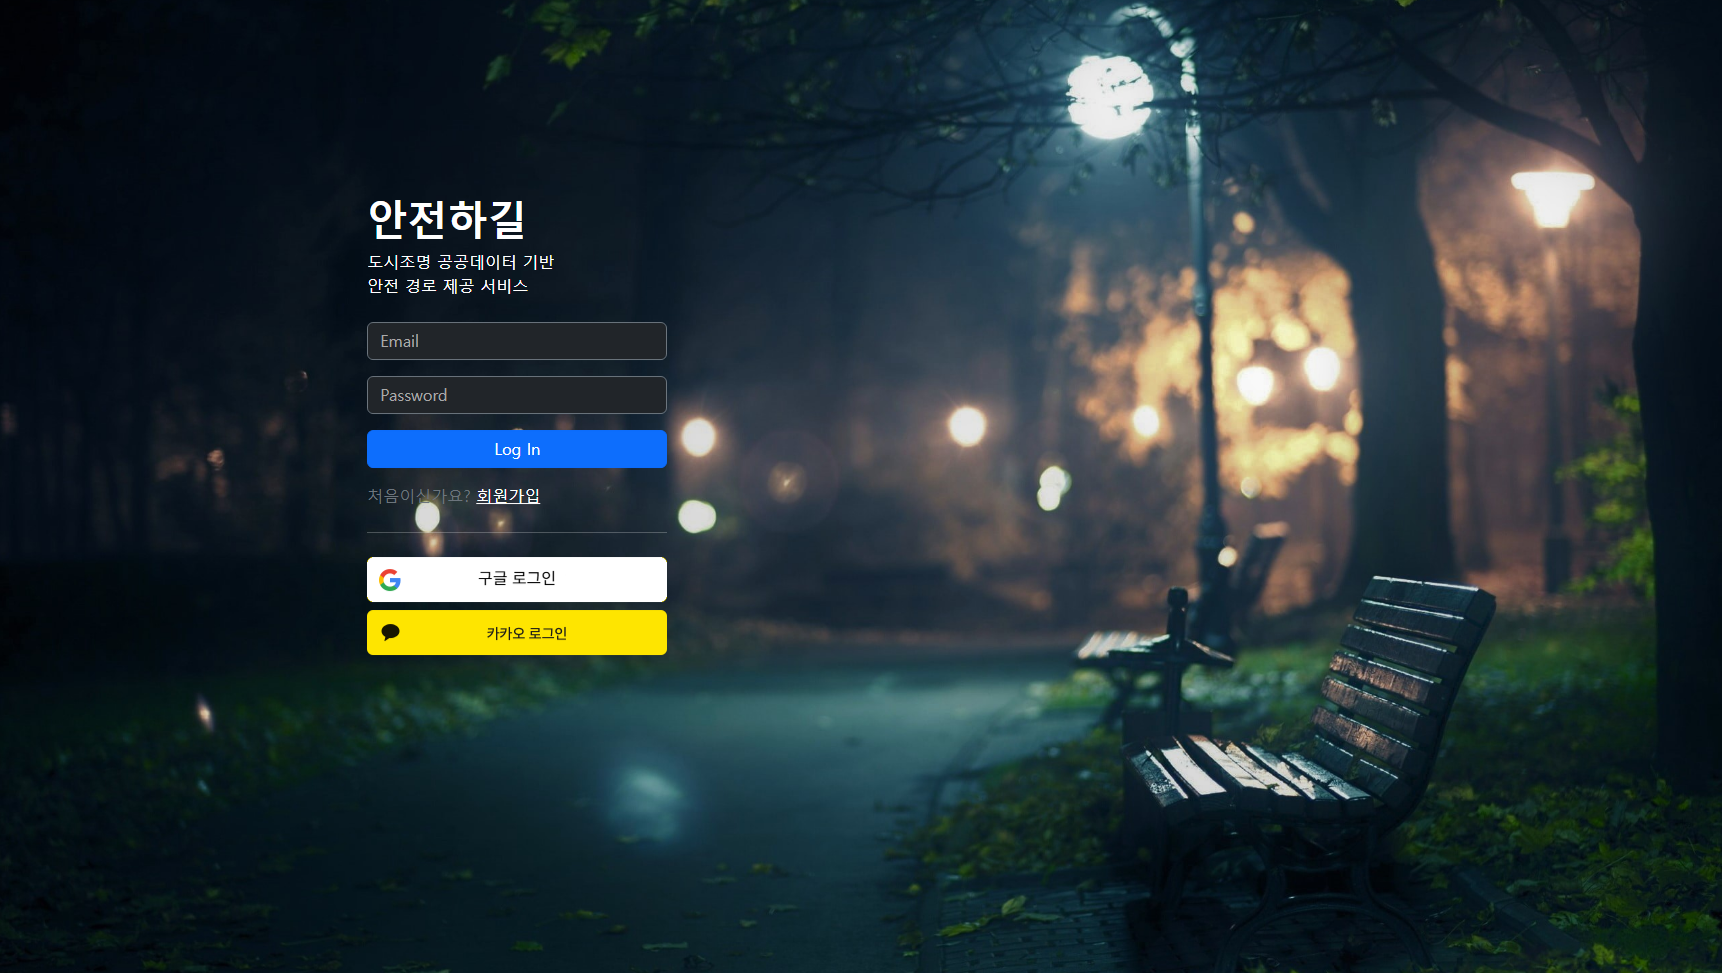 안전하길
도시조명 공공데이터 기반
안전 경로 제공 서비스
Email
Password
Log In
처음이신가요? 회원가입
구글 로그인
카카오 로그인